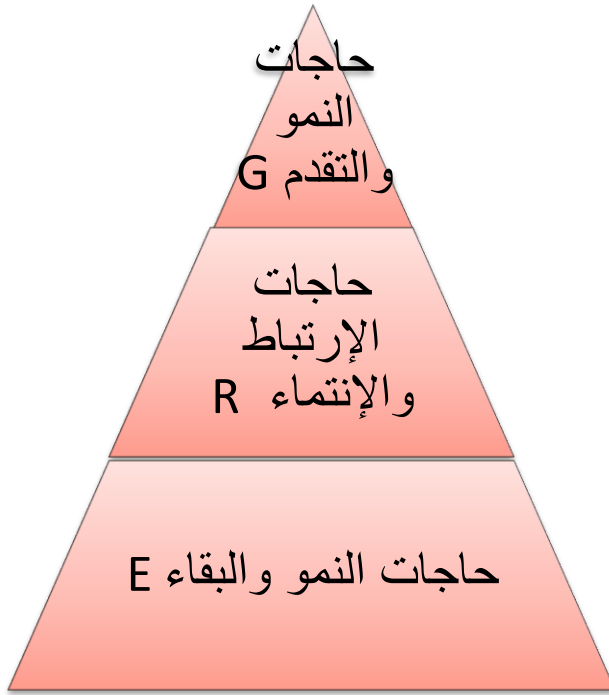 حاجات
النمو
والتقدم G
حاجات
الإرتباط
والإنتماء R
حاجات النمو والبقاء E